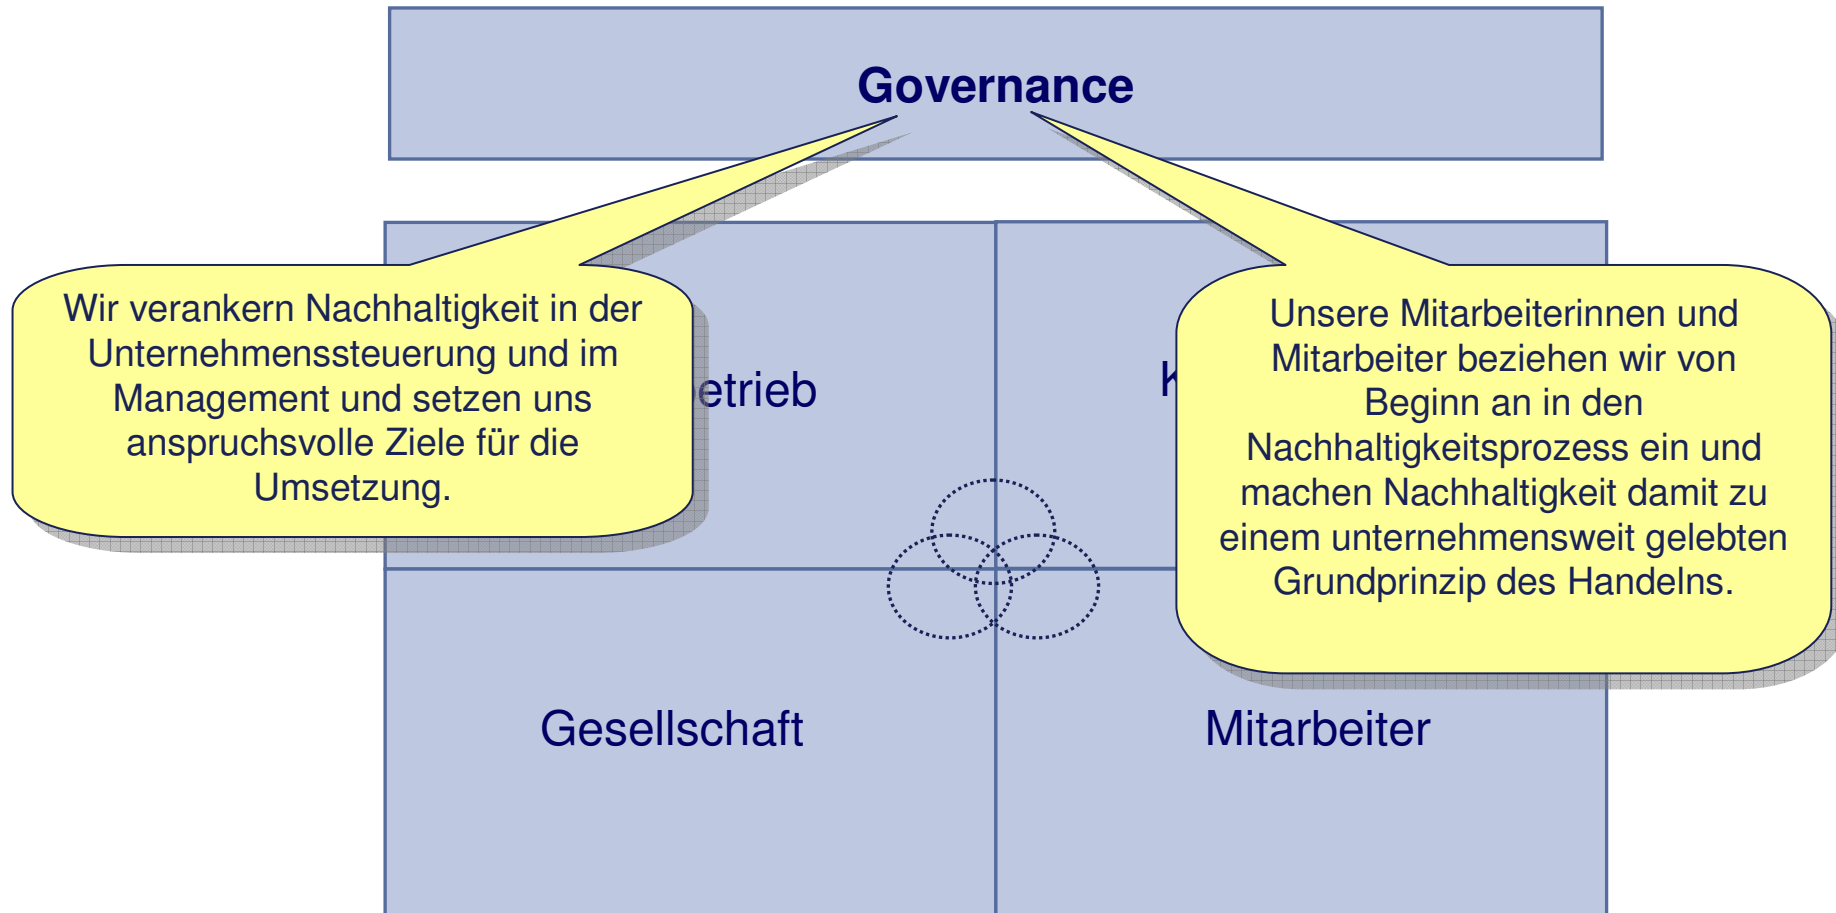 Governance
Wir verankern Nachhaltigkeit in der
Unternehmenssteuerung und im
Management und setzen uns
anspruchsvolle Ziele für die
Umsetzung.
Unsere Mitarbeiterinnen und
Mitarbeiter beziehen wir von
Beginn an in den
Nachhaltigkeitsprozess ein und
machen Nachhaltigkeit damit zu
einem unternehmensweit gelebten
Grundprinzip des Handelns.
Gesellschaft
Mitarbeiter